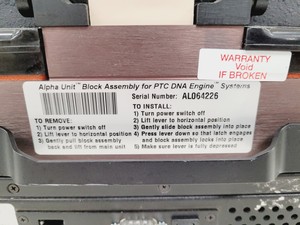 WARRANTY
Void
IF BROKEN
Alpha Unit™ Block Assembly for PTC DNA Engine™ Systems
Serial Number: AL064226
TO REMOVE:
1) Turn power switch off
2) Lift lever to horizontal position
3) Gently pull block assembly
back and lift from main unit
TO INSTALL:
1) Turn power switch off
2) Lift lever to horizontal position
3) Gently slide block assembly into place
4) Press lever down so that latch engages
and block assembly locks into place
5) Make sure lever is fully depressed